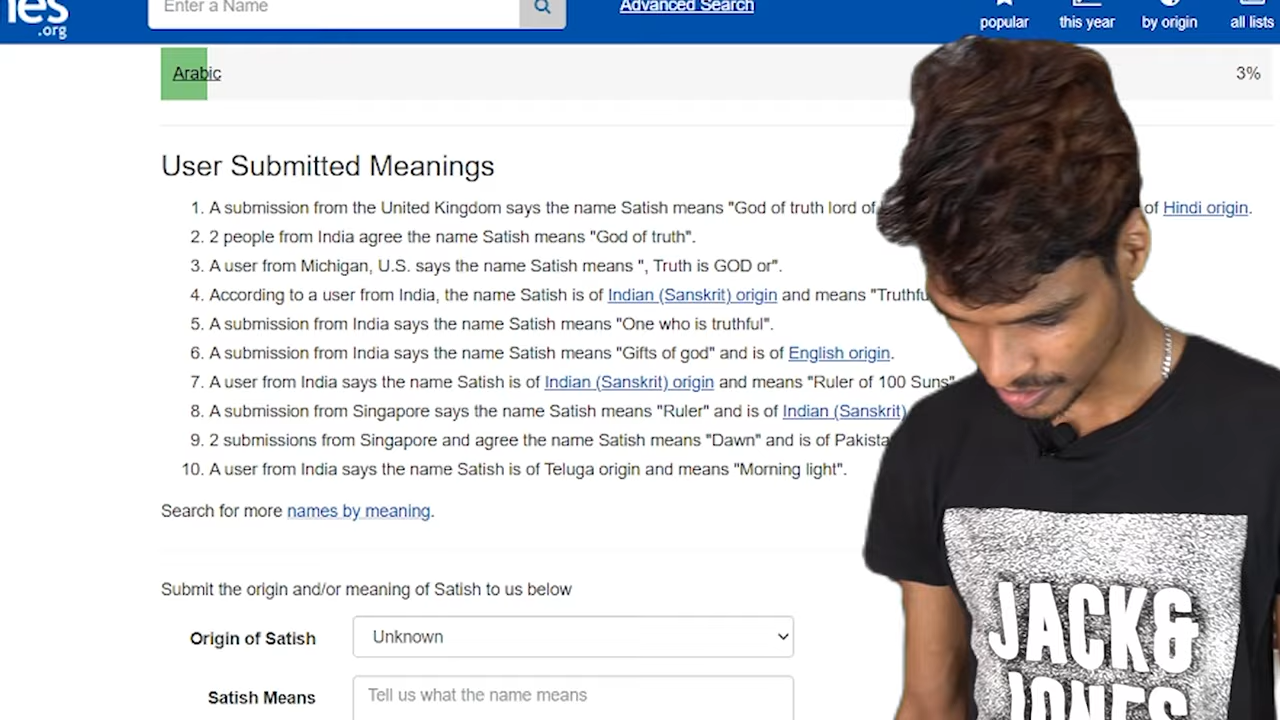 nes
.org
Enter a Name
Advanced Search
popular
this year
by origin
all lists
Arabic
3%
User Submitted Meanings
1. A submission from the United Kingdom says the name Satish means "God of truth lord of
of Hindi origin.
2. 2 people from India agree the name Satish means "God of truth".
3. A user from Michigan, U.S. says the name Satish means ", Truth is GOD or".
4. According to a user from India, the name Satish is of Indian (Sanskrit) origin and means
5. A submission from India says the name Satish means "One who is truthful".
6. A submission from India says the name Satish means "Gifts of god" and is of English origin.
7. A user from India says the name Satish is of Indian (Sanskrit) origin and means "Ruler of 100 Suns"
8. A submission from Singapore says the name Satish means "Ruler" and is of Indian (Sanskrit)
9. 2 submissions from Singapore and agree the name Satish means "Dawn" and is of
10. A user from India says the name Satish is of Teluga origin and means "Morning light".
Search for more names by meaning.
Submit the origin and/or meaning of Satish to us below
Origin of Satish
Unknown
Satish Means
Tell us what the name means
JACK&
JONES